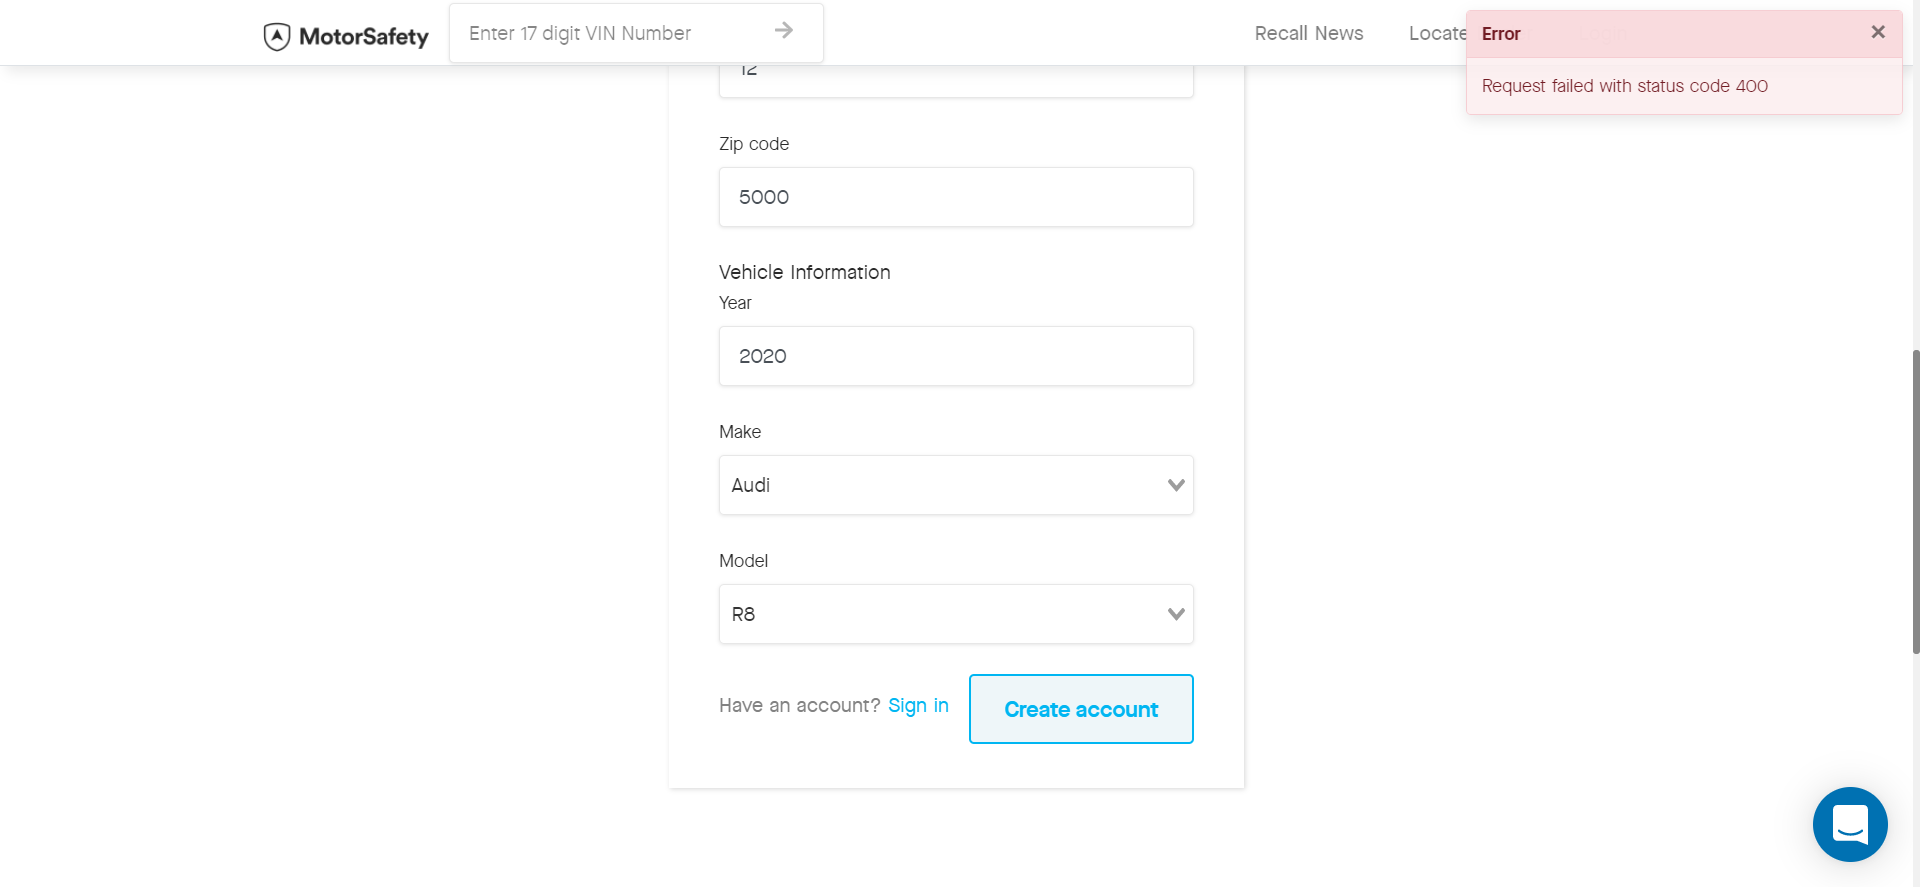 MotorSafety
Enter 17 digit VIN Number
Recall News
Locate
Error
Request failed with status code 400
12
Zip code
5000
Vehicle Information
Year
2020
Make
Audi
Model
R8
Have an account? Sign in
Create account